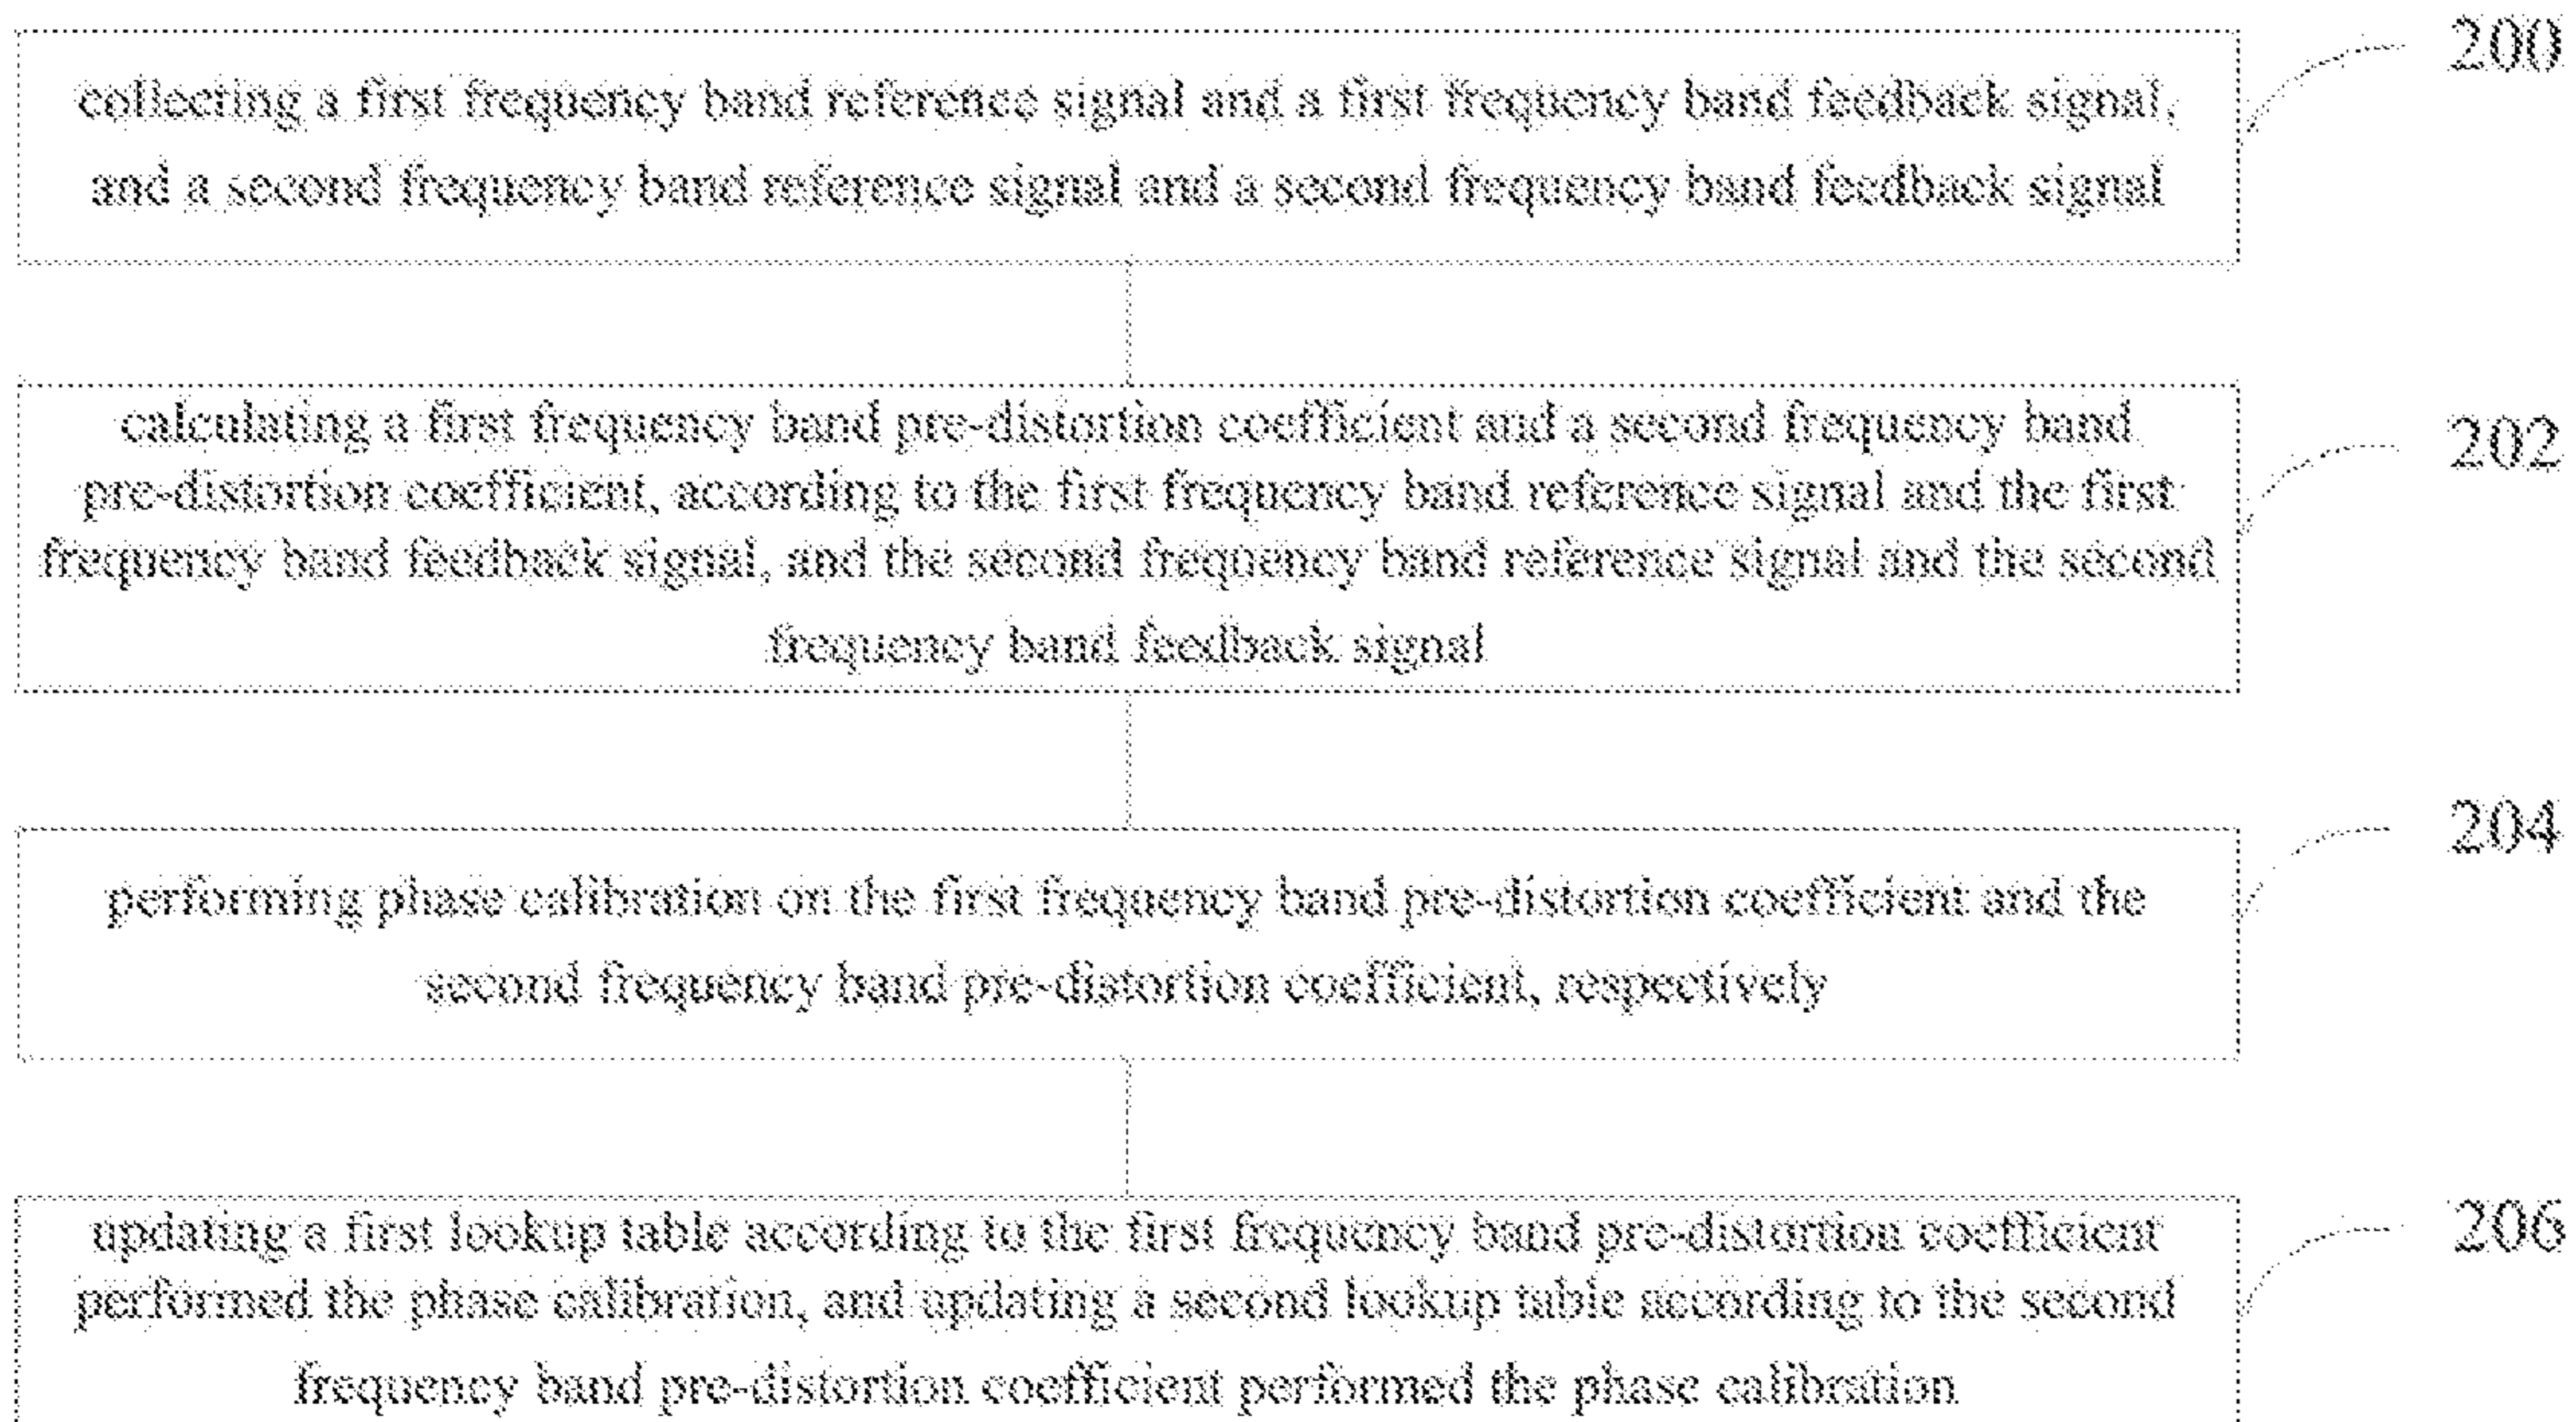 200
collecting a first frequency band reference signal and a first frequency band feedback signal,
and a second frequency band reference signal and a second frequency band feedback signal
202
calculating a first frequency band pre-distortion coefficient and a second frequency band
pre-distortion coefficient, according to the first frequency band reference signal and the first
frequency band feedback signal, and the second frequency band reference signal and the second
frequency band feedback signal
204
performing phase calibration on the first frequency band pre-distortion coefficient and the
second frequency band pre-distortion coefficient, respectively
206
updating a first lookup table according to the first frequency band pre-distortion coefficient
performed the phase calibration, and updating a second lookup table according to the second
frequency band pre-distortion coefficient performed the phase calibration